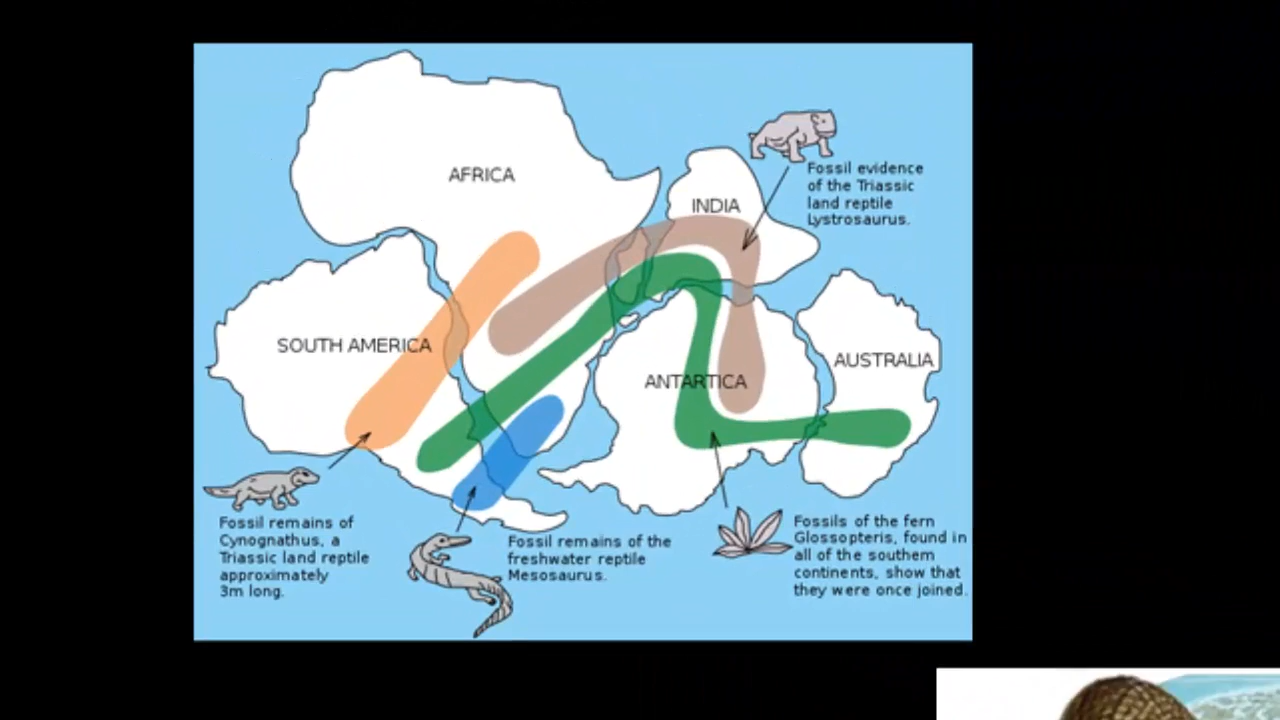 AFRICA
INDIA
Fossil evidence
of the Triassic
land reptile
Lystrosaurus.
SOUTH AMERICA
ANTARTICA
AUSTRALIA
Fossil remains of
Cynognathus, a
Triassic land reptile
approximately
3m long.
Fossil remains of the
freshwater reptile
Mesosaurus.
Fossils of the fern
Glossopteris, found in
all of the southem
continents, show that
they were once joined.